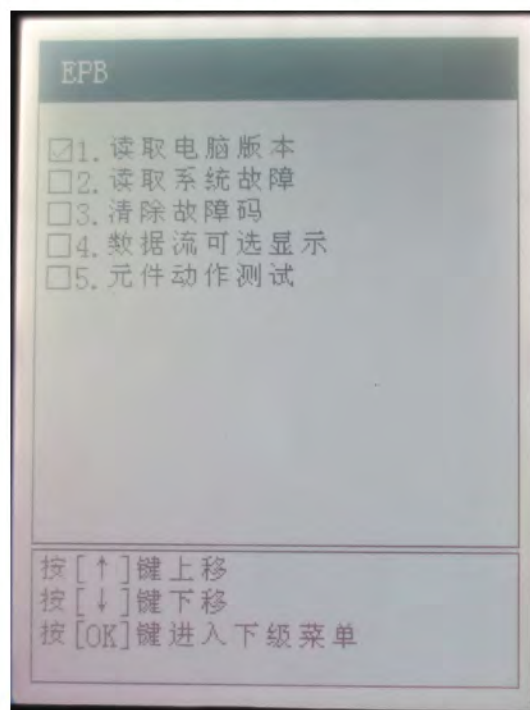 EPB
☑1.读取电脑版本
□2.读取系统故障
□3.清除故障码
□4.数据流可选显示
□5.元件动作测试
按[↑]键上移
按[↓]键下移
按[OK]键进入下级菜单